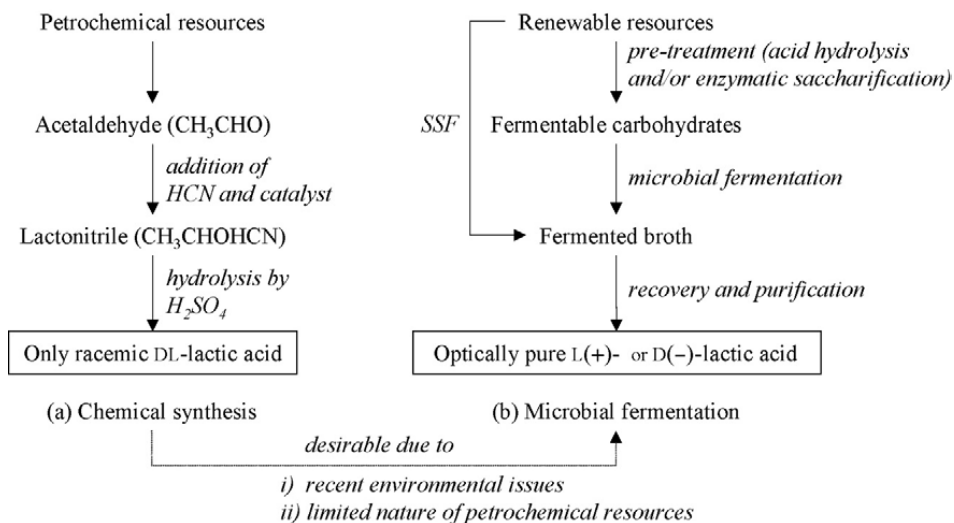 Petrochemical resources
Acetaldehyde (CH₃CHO)
addition of
HCN and catalyst
Lactonitrile (CH₃CHOHCN)
hydrolysis by
H₂SO₄
Only racemic DL-lactic acid
(a) Chemical synthesis
Renewable resources
pre-treatment (acid hydrolysis
and/or enzymatic saccharification)
SSF
Fermentable carbohydrates
microbial fermentation
Fermented broth
recovery and purification
Optically pure L(+)- or D(−)-lactic acid
(b) Microbial fermentation
desirable due to
i) recent environmental issues
ii) limited nature of petrochemical resources